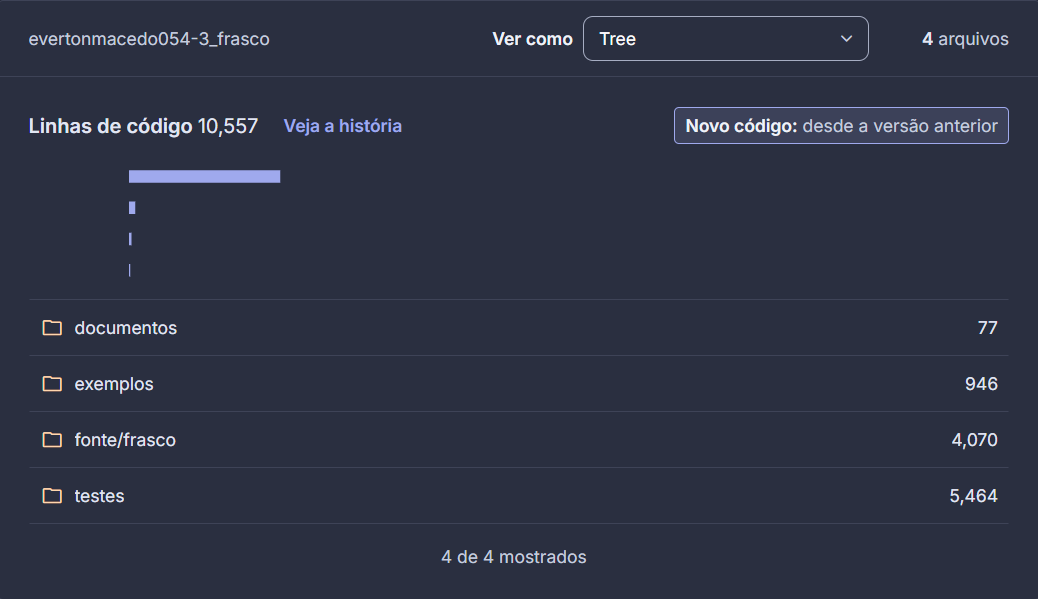 evertonmacedo054-3_frasco Ver como Tree 4 arquivos
Linhas de código 10,557 Veja a história Novo código: desde a versão anterior
documentos 77
exemplos 946
fonte/frasco 4,070
testes 5,464
4 de 4 mostrados